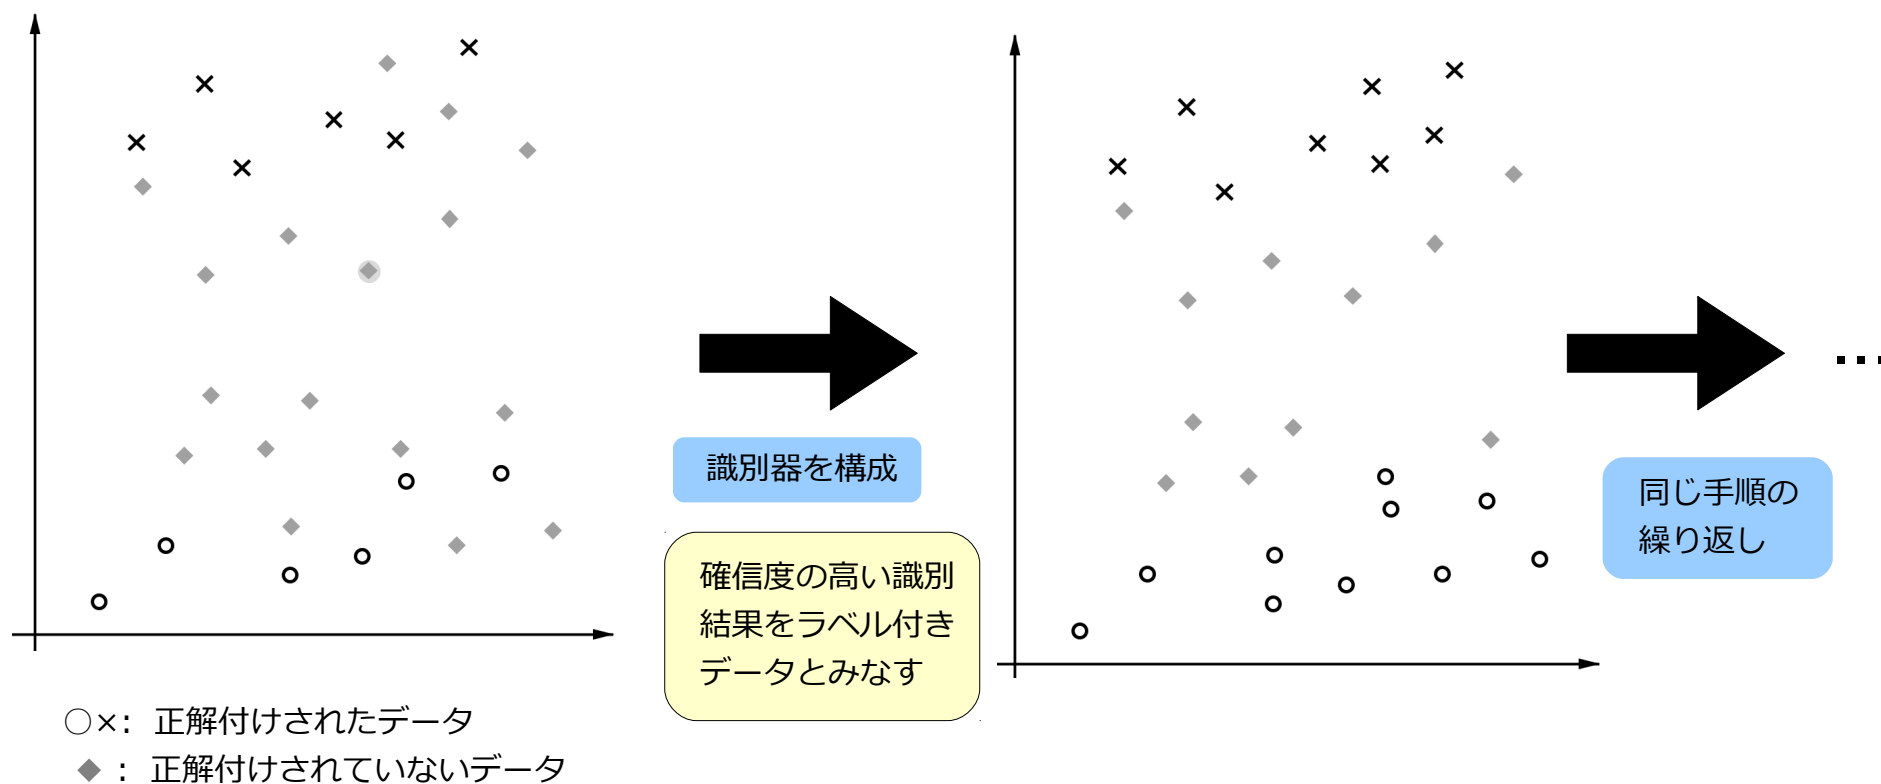 識別器を構成
確信度の高い識別
結果をラベル付き
データとみなす
同じ手順の
繰り返し
…
○×: 正解付けされたデータ
◆ : 正解付けされていないデータ